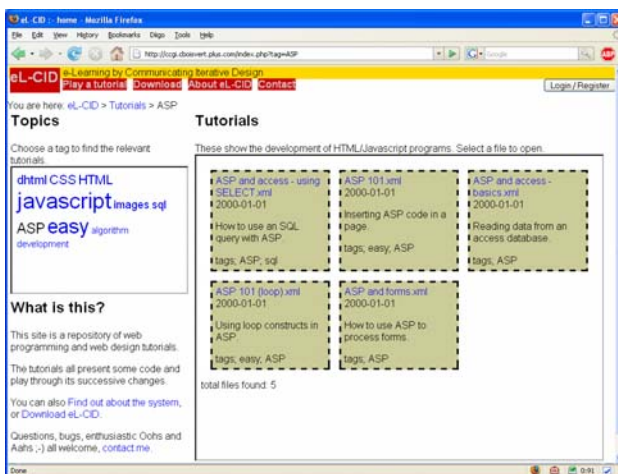 eL-CID :- home - Mozilla Firefox
File Edit View History Bookmarks Diigo Tools Help
http://ccgi.cboisvert.plus.com/index.php?tag=ASP
Google
eL-CID
e-Learning by Communicating Iterative Design
Play a tutorial Download About eL-CID Contact
Login / Register
You are here: eL-CID > Tutorials > ASP
Topics
Choose a tag to find the relevant
tutorials.
dhtml CSS HTML
javascript images sql
ASP easy algorithm
development
What is this?
This site is a repository of web
programming and web design tutorials.
The tutorials all present some code and
play through its successive changes.
You can also Find out about the system,
or Download eL-CID.
Questions, bugs, enthusiastic Oohs and
Aahs ;-) all welcome, contact me.
Tutorials
These show the development of HTML/Javascript programs. Select a file to open.
ASP and access - using
SELECT.xml
2000-01-01
How to use an SQL
query with ASP.
tags; ASP; sql
ASP 101.xml
2000-01-01
Inserting ASP code in a
page.
tags; easy; ASP
ASP and access -
basics.xml
2000-01-01
Reading data from an
access database.
tags; ASP
ASP 101 (loop).xml
2000-01-01
Using loop constructs in
ASP
tags; easy; ASP
ASP and forms.xml
2000-01-01
How to use ASP to
process forms.
tags; ASP
total files found: 5
Done
0:91